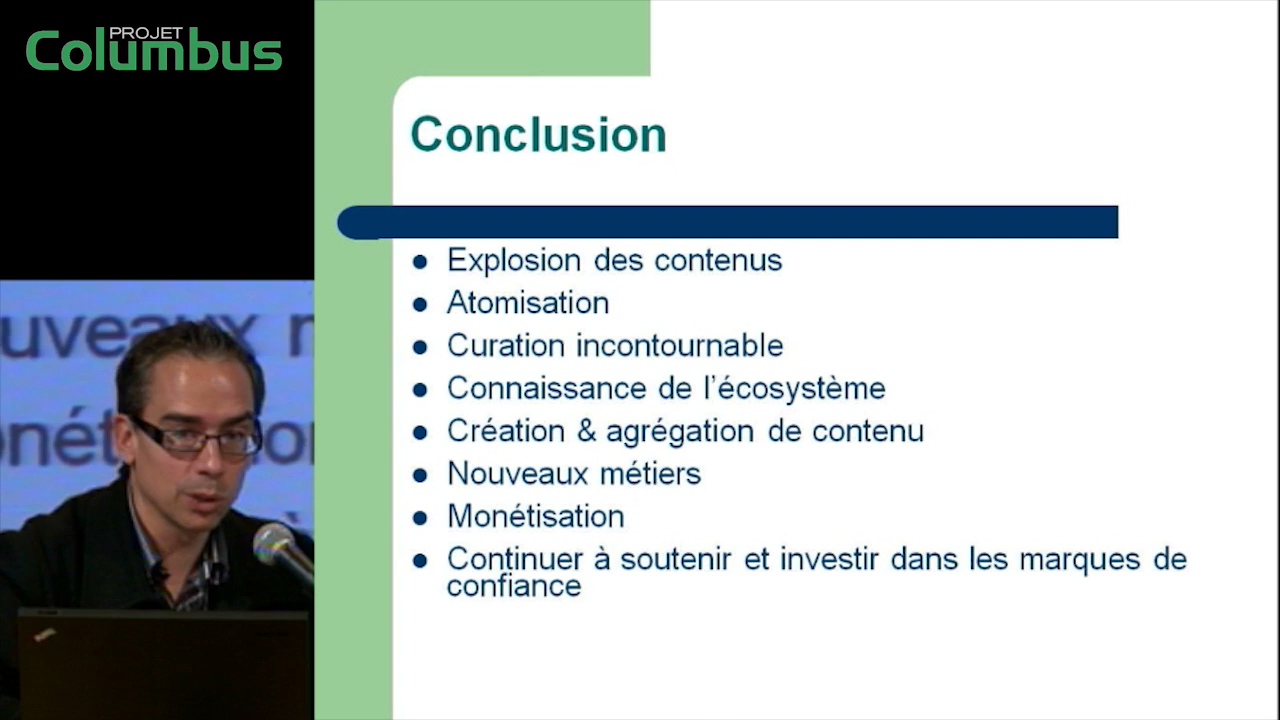 PROJET
Columbus
Conclusion
• Explosion des contenus
• Atomisation
• Curation incontournable
• Connaissance de l'écosystème
• Création & agrégation de contenu
• Nouveaux métiers
• Monétisation
• Continuer à soutenir et investir dans les marques de
confiance